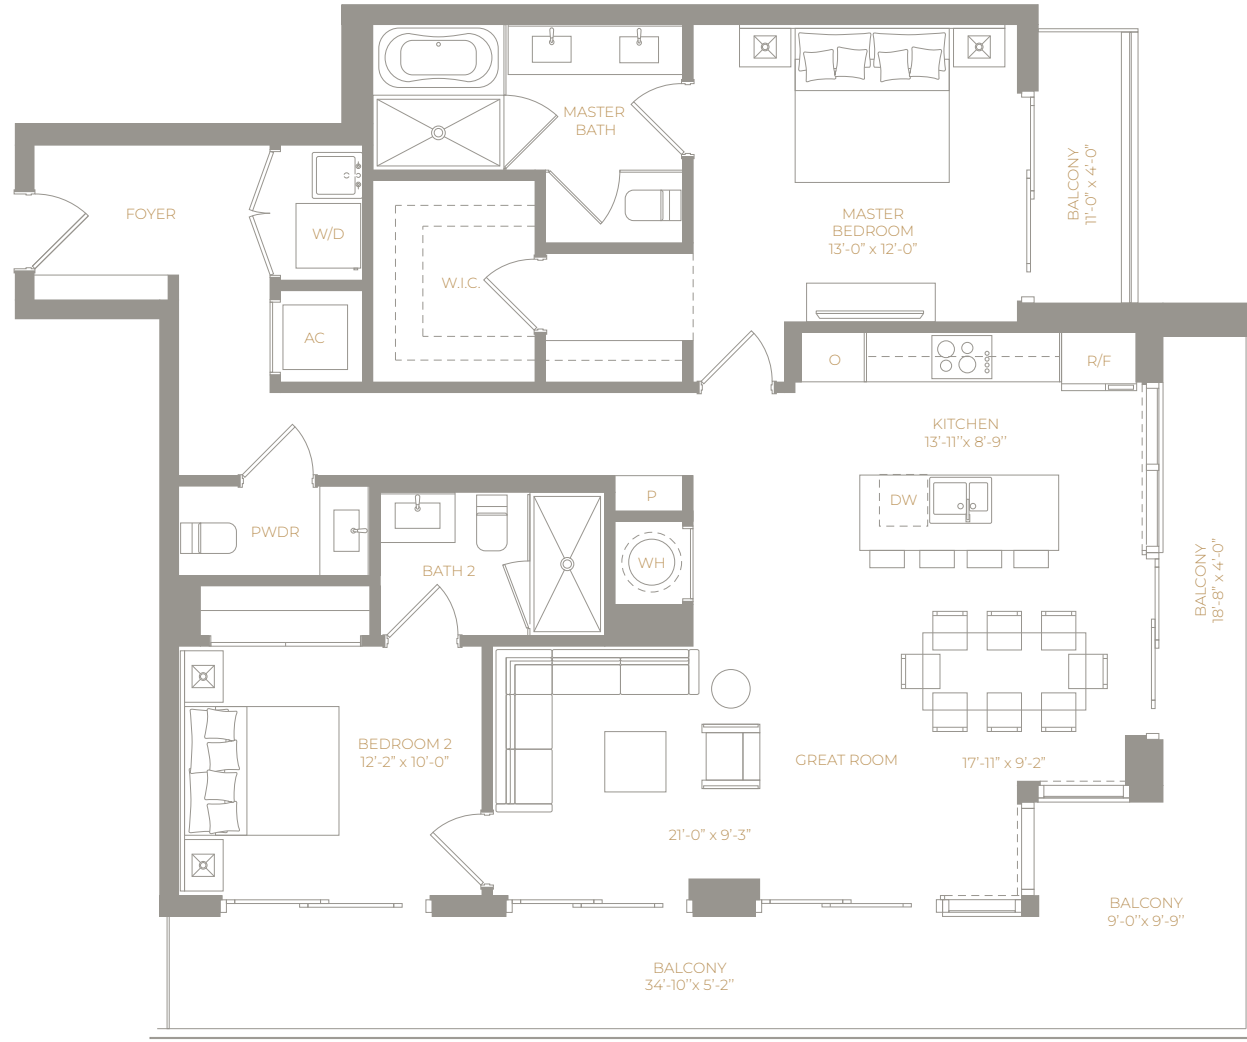 MASTER
BATH
BALCONY
11'-0" x 4'-0"
FOYER
W/D
MASTER
BEDROOM
13'-0" x 12'-0"
W.I.C.
AC
O
R/F
KITCHEN
13'-11''x 8'-9''
P
DW
PWDR
WH
BATH 2
BALCONY
18'-8" x 4'-0"
BEDROOM 2
12'-2" x 10'-0"
GREAT ROOM
17'-11" x 9'-2"
21'-0" x 9'-3"
BALCONY
9'-0''x 9'-9''
BALCONY
34'-10''x 5'-2''